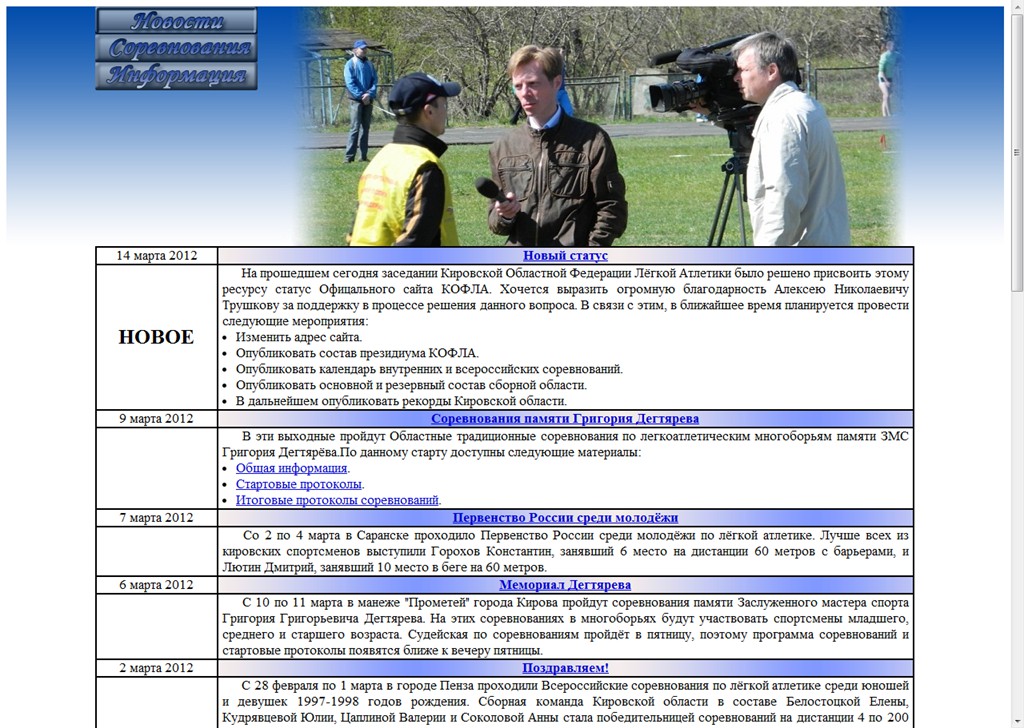 Новости
Соревнования
Информация
14 марта 2012
Новый статус
НОВОЕ
На прошедшем сегодня заседании Кировской Областной Федерации Лёгкой Атлетики было решено присвоить этому
ресурсу статус Официального сайта КОФЛА. Хочется выразить огромную благодарность Алексею Николаевичу
Трушкову за поддержку в процессе решения данного вопроса. В связи с этим, в ближайшее время планируется провести
следующие мероприятия:
• Изменить адрес сайта.
• Опубликовать состав президиума КОФЛА.
• Опубликовать календарь внутренних и всероссийских соревнований.
• Опубликовать основной и резервный состав сборной области.
• В дальнейшем опубликовать рекорды Кировской области.
9 марта 2012
Соревнования памяти Григория Дегтярева
В эти выходные пройдут Областные традиционные соревнования по легкоатлетическим многоборьям памяти ЗМС
Григория Дегтярёва.По данному старту доступны следующие материалы:
• Общая информация.
• Стартовые протоколы.
• Итоговые протоколы соревнований.
7 марта 2012
Первенство России среди молодёжи
Со 2 по 4 марта в Саранске проходило Первенство России среди молодёжи по лёгкой атлетике. Лучше всех из
кировских спортсменов выступили Горохов Константин, занявший 6 место на дистанции 60 метров с барьерами, и
Лютин Дмитрий, занявший 10 место в беге на 60 метров.
6 марта 2012
Мемориал Дегтярева
С 10 по 11 марта в манеже "Прометей" города Кирова пройдут соревнования памяти Заслуженного мастера спорта
Григория Григорьевича Дегтярева. На этих соревнованиях в многоборьях будут участвовать спортсмены младшего,
среднего и старшего возраста. Судейская по соревнованиям пройдёт в пятницу, поэтому программа соревнований и
стартовые протоколы появятся ближе к вечеру пятницы.
2 марта 2012
Поздравляем!
С 28 февраля по 1 марта в городе Пенза проходили Всероссийские соревнования по лёгкой атлетике среди юношей
и девушек 1997-1998 годов рождения. Сборная команда Кировской области в составе Белостоцкой Елены,
Кудрявцевой Юлии, Цаплиной Валерии и Соколовой Анны стала победительницей соревнований на дистанции 4 по 200